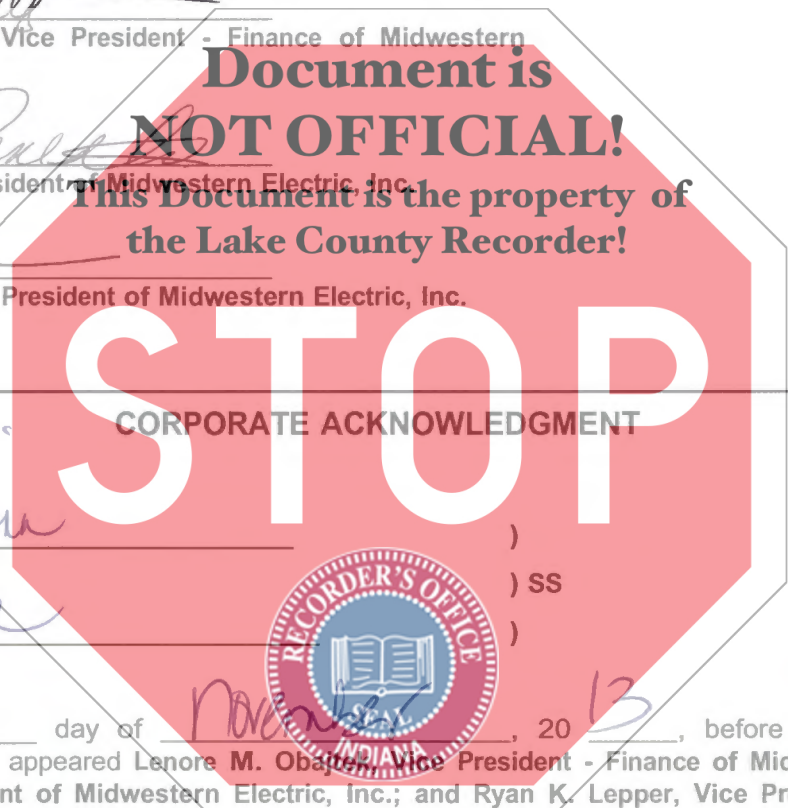 Vice President - Finance of Midwestern
Document is
NOT OFFICIAL!
sident of Midwestern Electric, Inc.
This Document is the property of
the Lake County Recorder!
President of Midwestern Electric, Inc.
STOP
CORPORATE ACKNOWLEDGMENT
)
) SS
)
RECORDER'S OFFICE
SEAL
INDIANA
day of November, 20 13, before
appeared Lenore M. Obajtek, Vice President - Finance of Mid
nt of Midwestern Electric, Inc.; and Ryan K. Lepper, Vice Pr